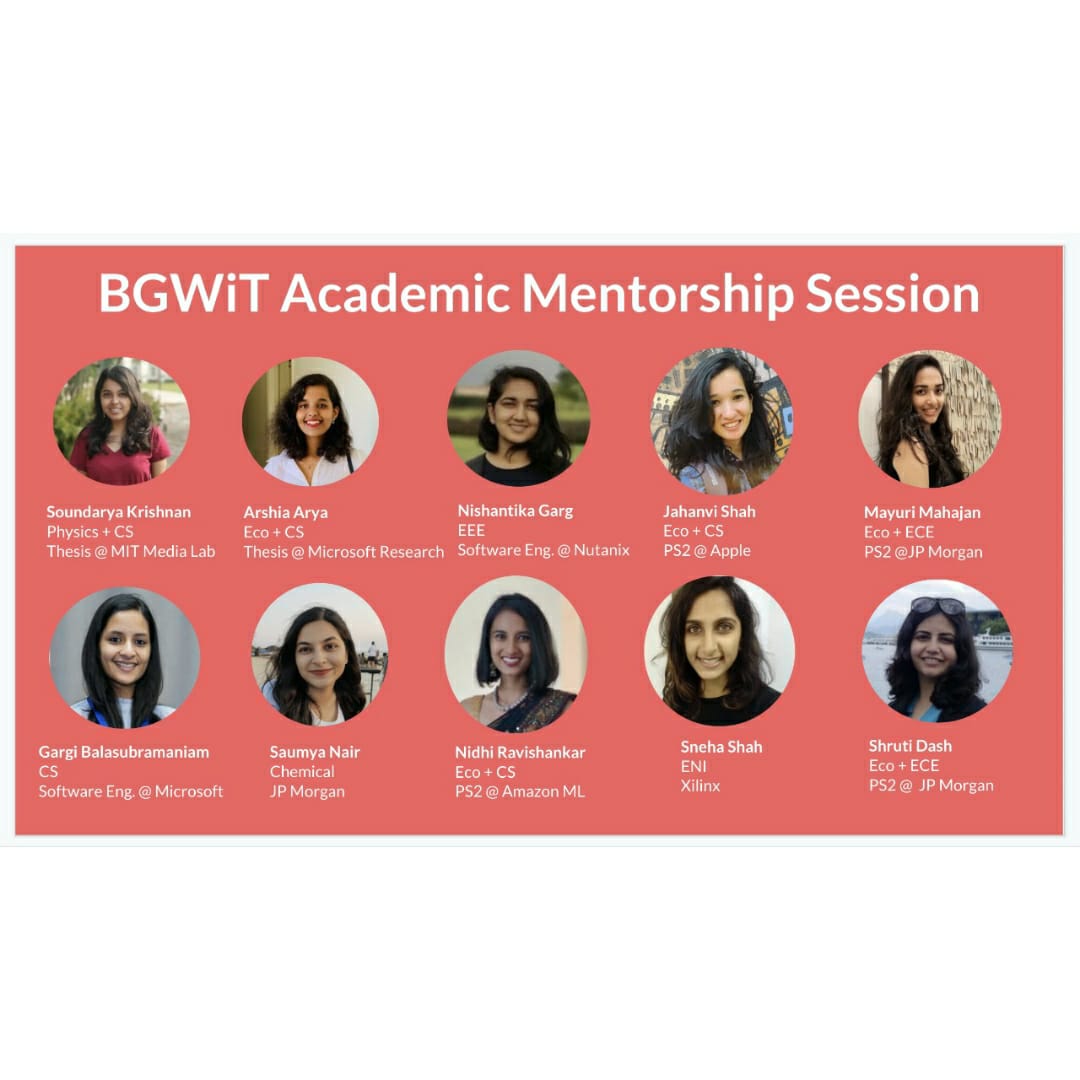 BGWiT Academic Mentorship Session
Soundarya Krishnan
Physics + CS
Thesis @ MIT Media Lab
Arshia Arya
Eco + CS
Thesis @ Microsoft Research
Nishantika Garg
EEE
Software Eng. @ Nutanix
Jahanvi Shah
Eco + CS
PS2 @ Apple
Mayuri Mahajan
Eco + ECE
PS2 @JP Morgan
Gargi Balasubramaniam
CS
Software Eng. @ Microsoft
Saumya Nair
Chemical
JP Morgan
Nidhi Ravishankar
Eco + CS
PS2 @ Amazon ML
Sneha Shah
ENI
Xilinx
Shruti Dash
Eco + ECE
PS2 @ JP Morgan